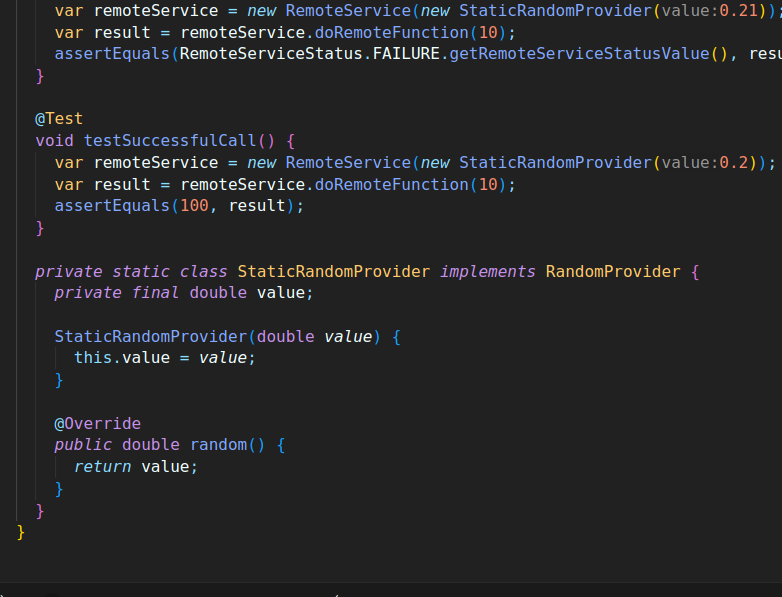 var remoteService = new RemoteService(new StaticRandomProvider(value:0.21));
var result = remoteService.doRemoteFunction(10);
assertEquals(RemoteServiceStatus.FAILURE.getRemoteServiceStatusValue(), resu
}
@Test
void testSuccessfulCall() {
var remoteService = new RemoteService(new StaticRandomProvider(value:0.2));
var result = remoteService.doRemoteFunction(10);
assertEquals(100, result);
}
private static class StaticRandomProvider implements RandomProvider {
private final double value;
StaticRandomProvider(double value) {
this.value = value;
}
@Override
public double random() {
return value;
}
}
}